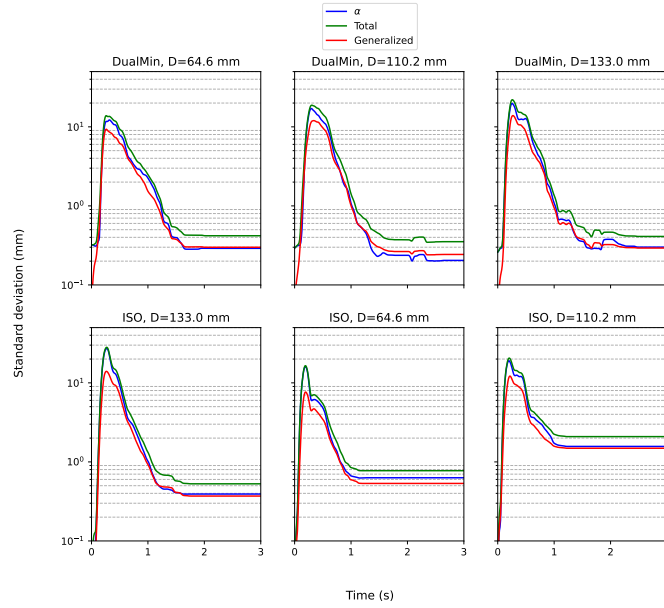 α
Total
Generalized
DualMin, D=64.6 mm
DualMin, D=110.2 mm
DualMin, D=133.0 mm
10¹
10⁰
10⁻¹
Standard deviation (mm)
ISO, D=133.0 mm
ISO, D=64.6 mm
ISO, D=110.2 mm
10¹
10⁰
10⁻¹
0 1 2 3
0 1 2 3
0 1 2
Time (s)